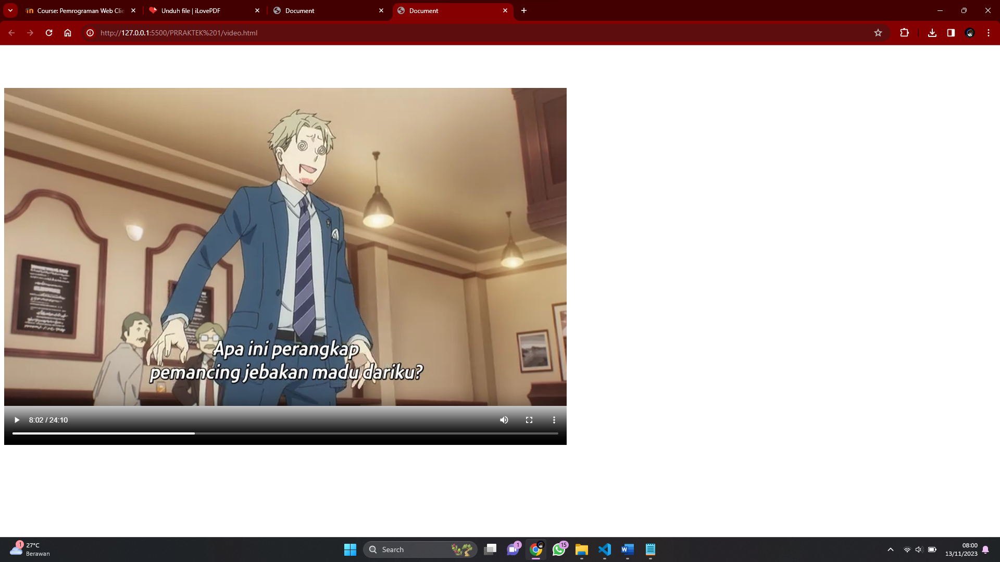 Course: Pemrograman Web Clie
Unduh file | iLovePDF
Document
Document
http://127.0.0.1:5500/PRRAKTEK%201/video.html
Apa ini perangkap
pemancing jebakan madu dariku?
8:02 / 24:10
1
27°C
Berawan
Search
1
15
W
08:00
13/11/2023